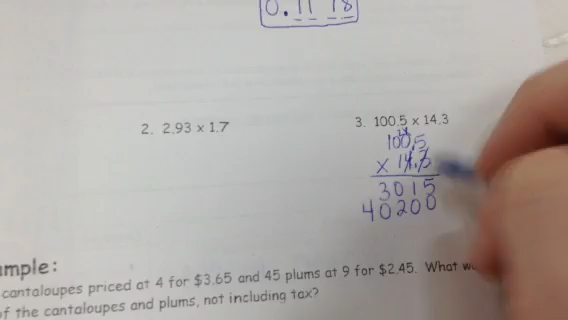 0.1118
2. 2.93 x 1.7
3. 100.5 x 14.3
100.5
x 14.3
3015
40200
mple:
cantaloupes priced at 4 for $3.65 and 45 plums at 9 for $2.45. What
of the cantaloupes and plums, not including tax?